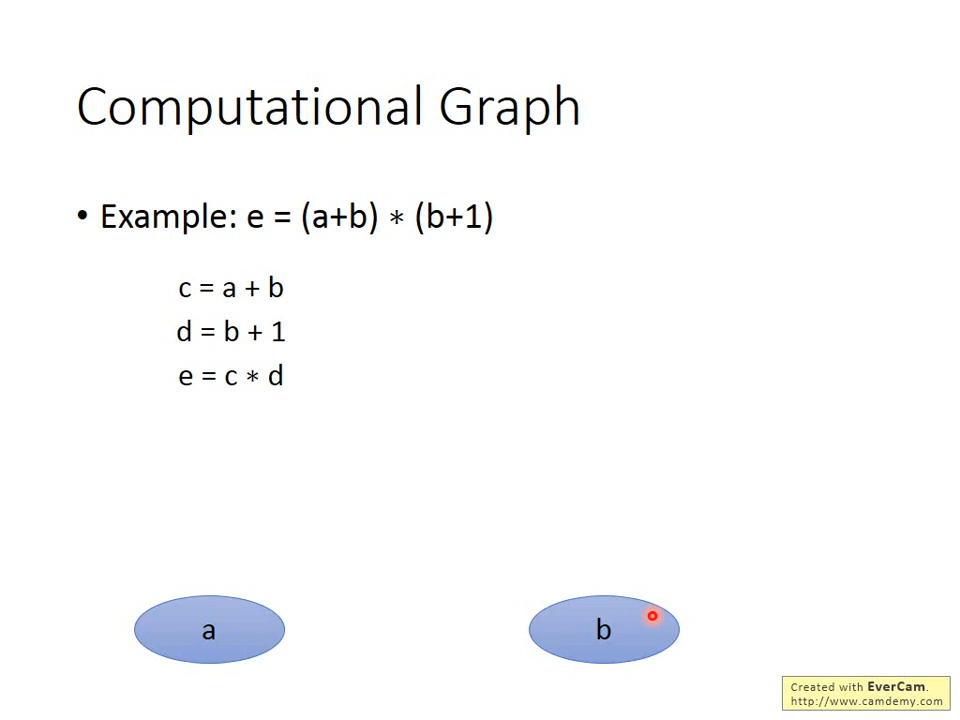 Computational Graph
• Example: e = (a+b) ∗ (b+1)
c = a + b
d = b + 1
e = c ∗ d
a
b
Created with EverCam.
http://www.camdemy.com